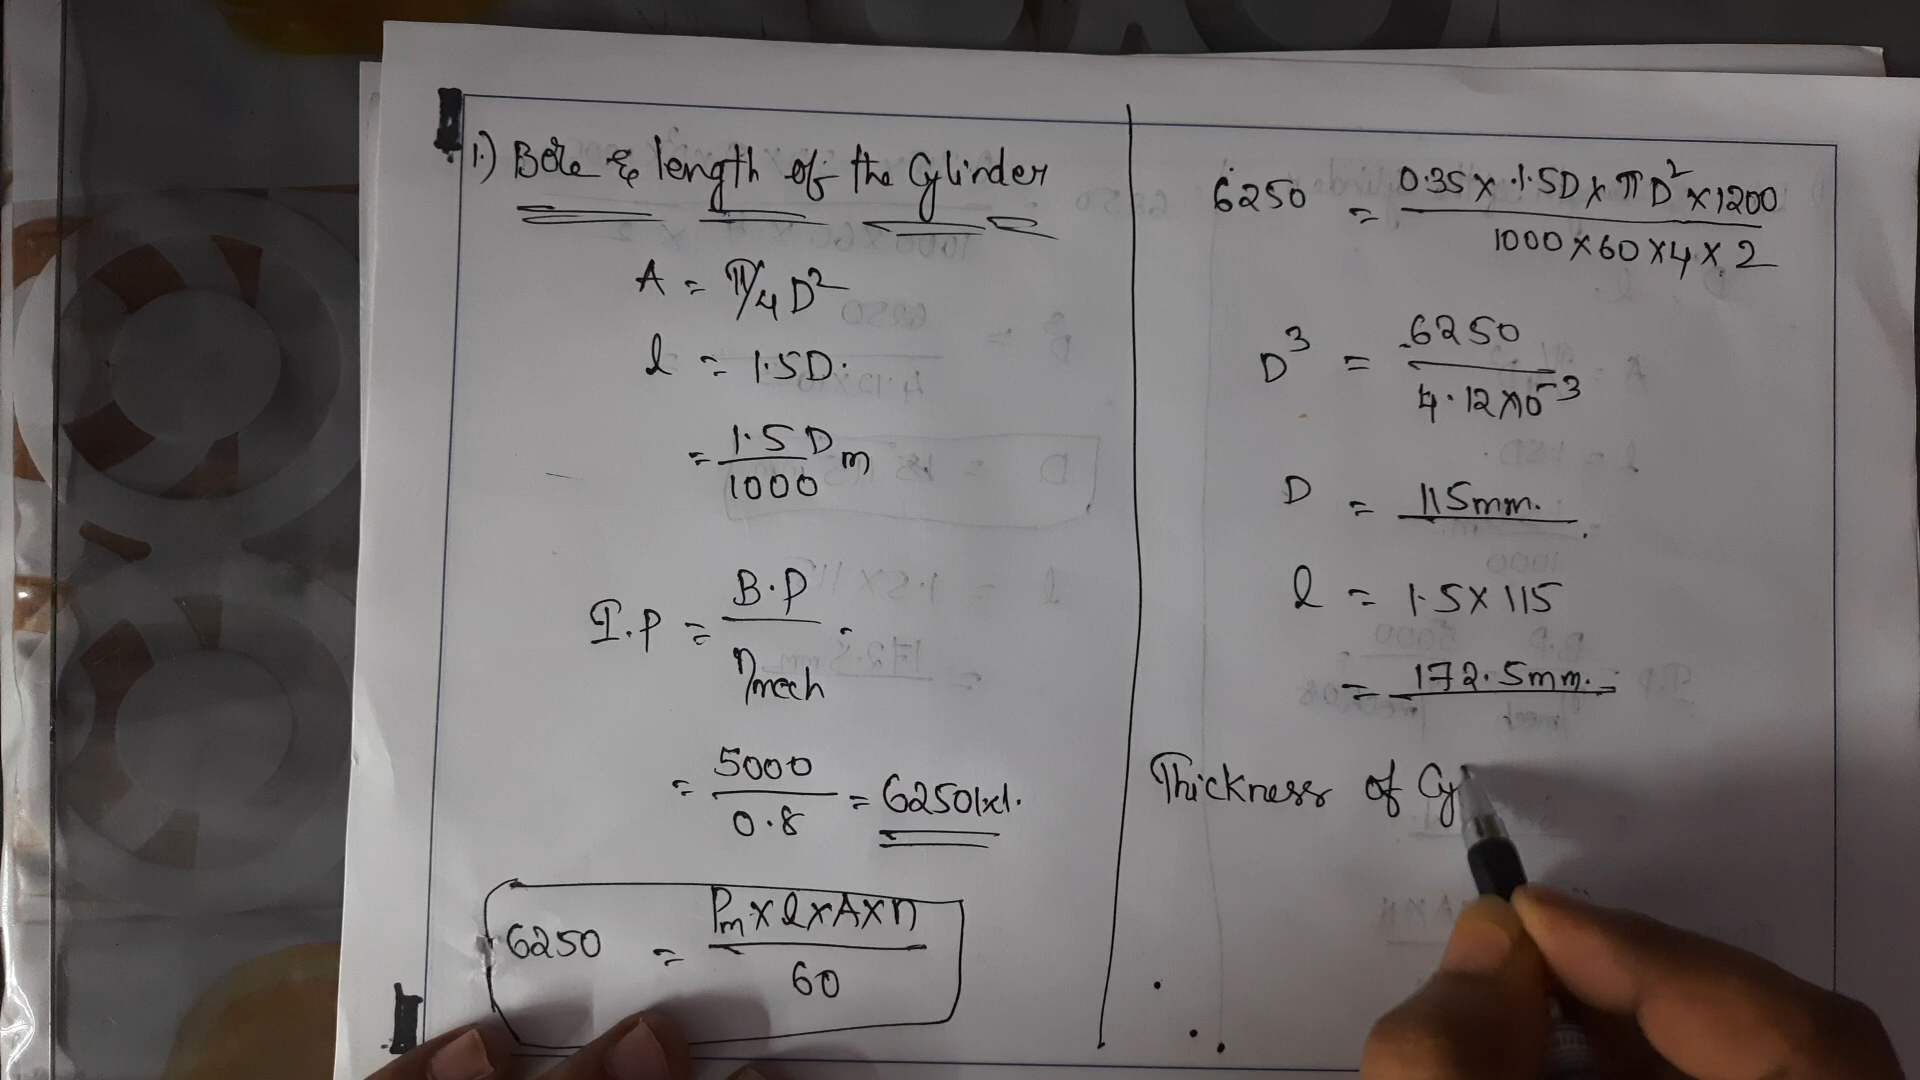 1.) Bore & length of the Cylinder
A = π/4 D²
l = 1.5D.
= 1.5D/1000 m
I.P = B.P/ηmech.
= 5000/0.8 = 6250
6250 = Pm×l×A×n/60
6250 = 0.35×1.5D×πD²×1200/1000×60×4×2
D³ = 6250/4.12×10⁻³
D = 115mm.
l = 1.5×115
= 172.5mm.
Thickness of Cy